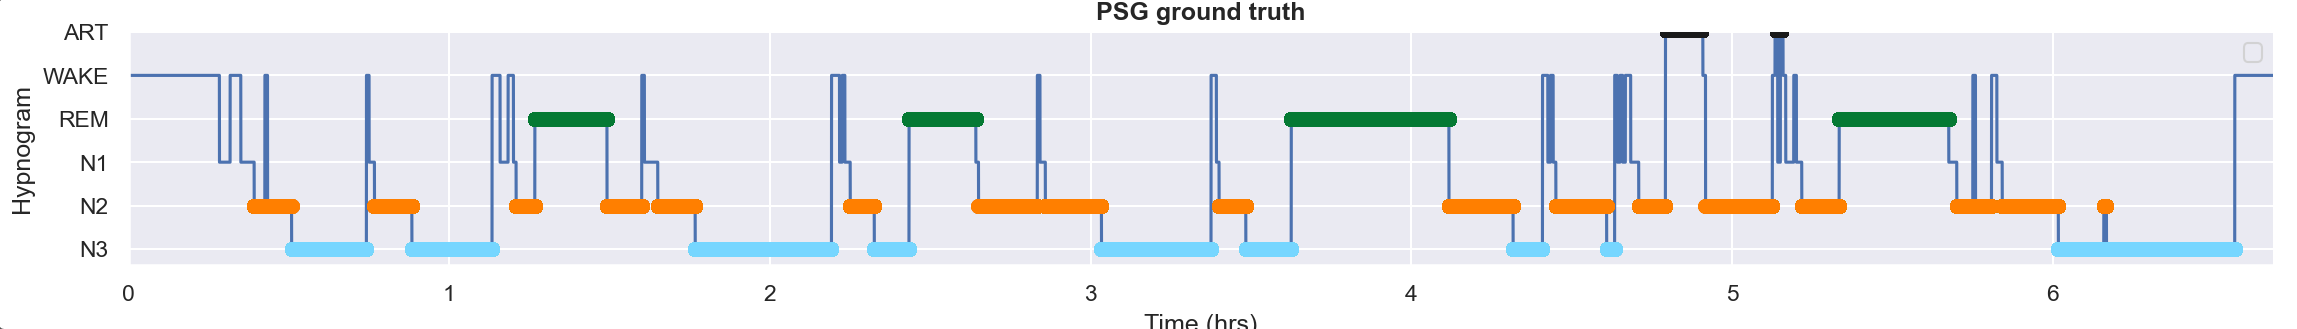 PSG ground truth
ART
WAKE
REM
N1
N2
N3
Hypnogram
0 1 2 3 4 5 6
Time (hrs)